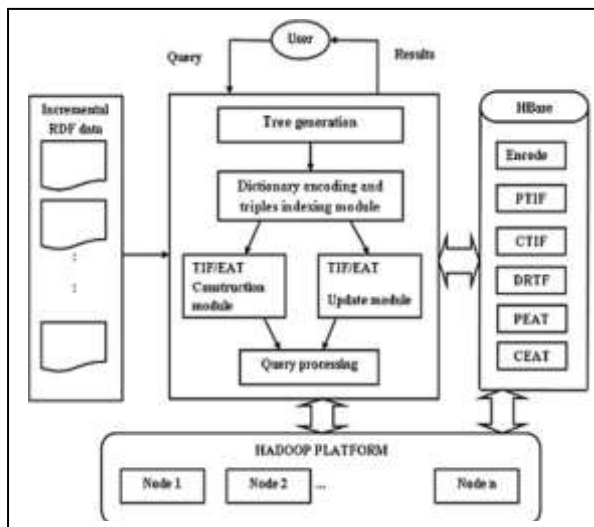 User
Query
Results
Incremental
RDF data
:
:
Tree generation
Dictionary encoding and
triples indexing module
TIF/EAT
Construction
module
TIF/EAT
Update module
Query processing
HBase
Encode
PTIF
CTIF
DRTF
PEAT
CEAT
HADOOP PLATFORM
Node 1
Node 2
...
Node n